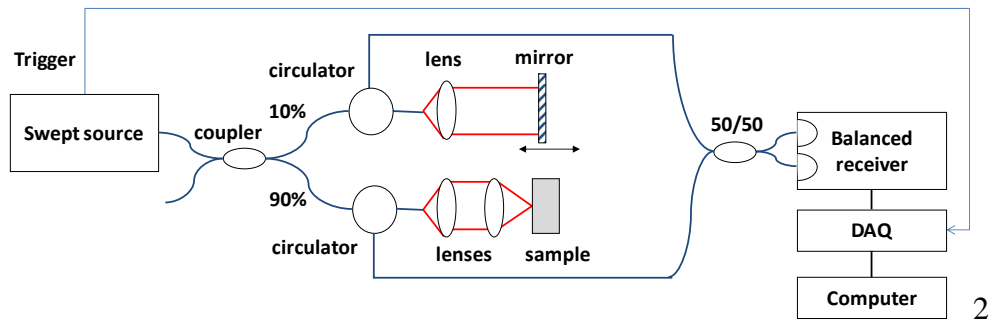 Trigger
Swept source
coupler
circulator
10%
90%
circulator
lens
mirror
lenses
sample
50/50
Balanced
receiver
DAQ
Computer
2